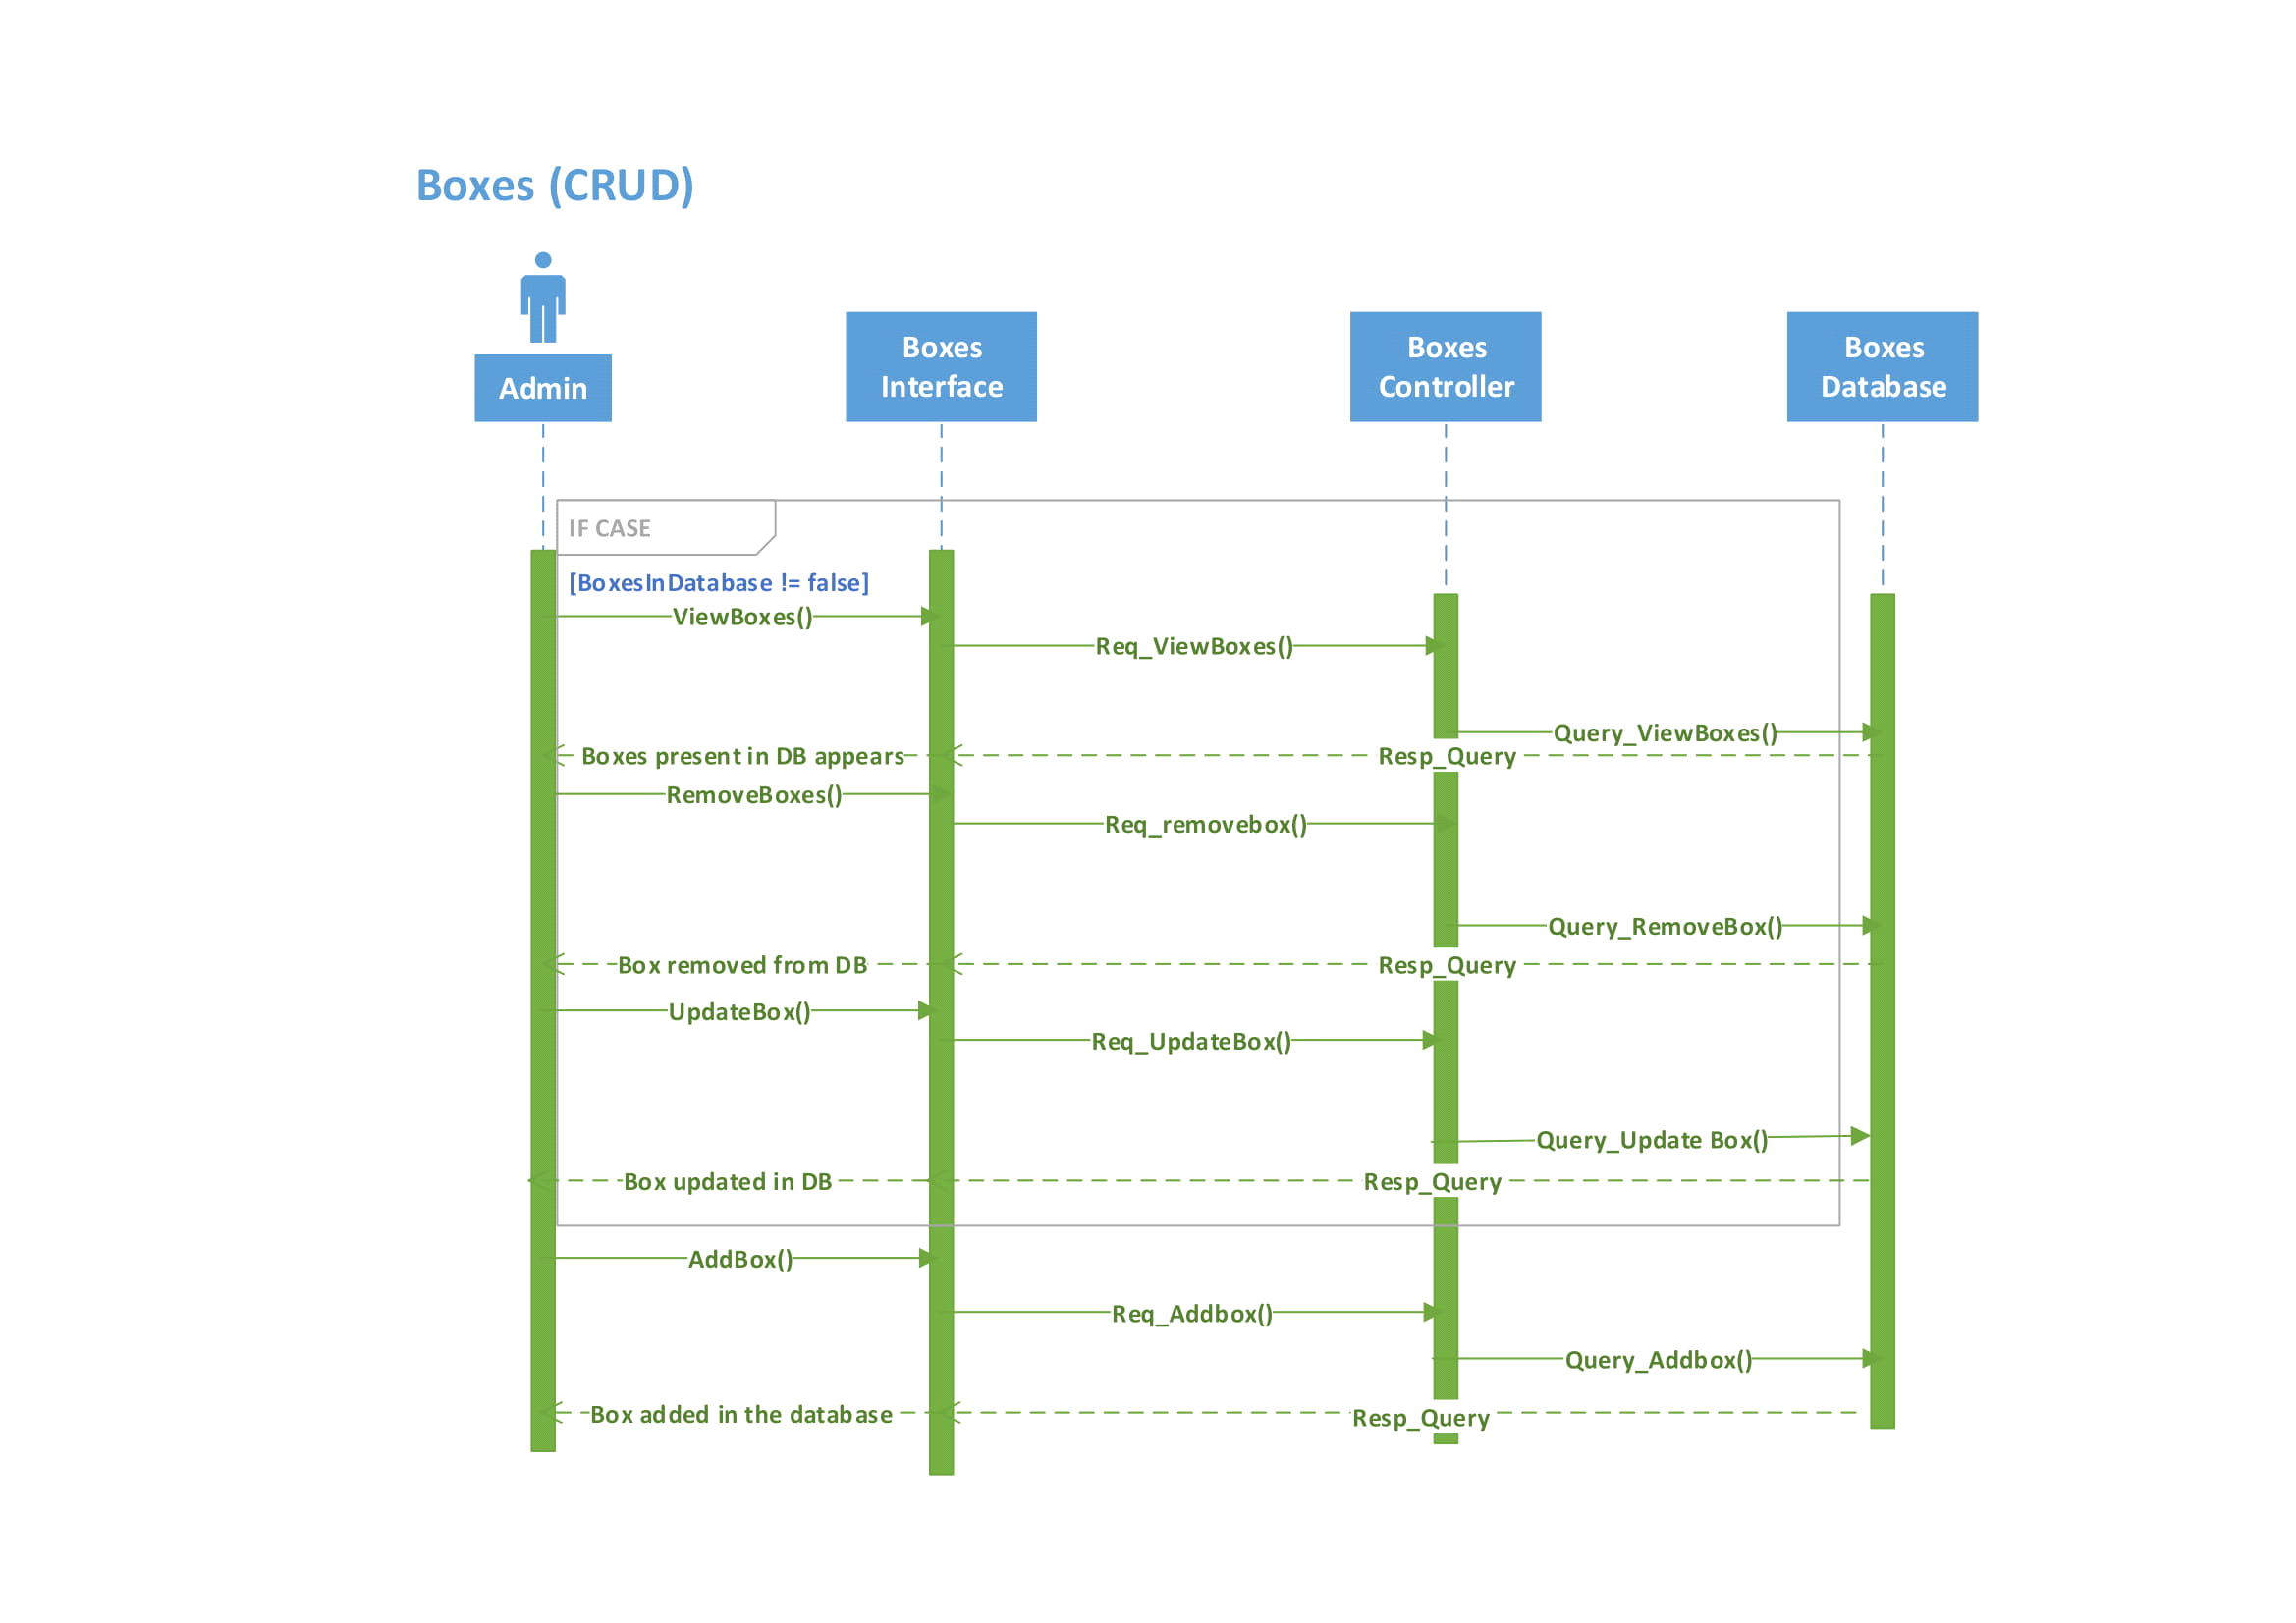 Boxes (CRUD)
Admin
Boxes
Interface
Boxes
Controller
Boxes
Database
IF CASE
[BoxesInDatabase != false]
ViewBoxes()
Req_ViewBoxes()
Query_ViewBoxes()
Boxes present in DB appears
Resp_Query
RemoveBoxes()
Req_removebox()
Query_RemoveBox()
Box removed from DB
Resp_Query
UpdateBox()
Req_UpdateBox()
Query_Update Box()
Box updated in DB
Resp_Query
AddBox()
Req_Addbox()
Query_Addbox()
Box added in the database
Resp_Query